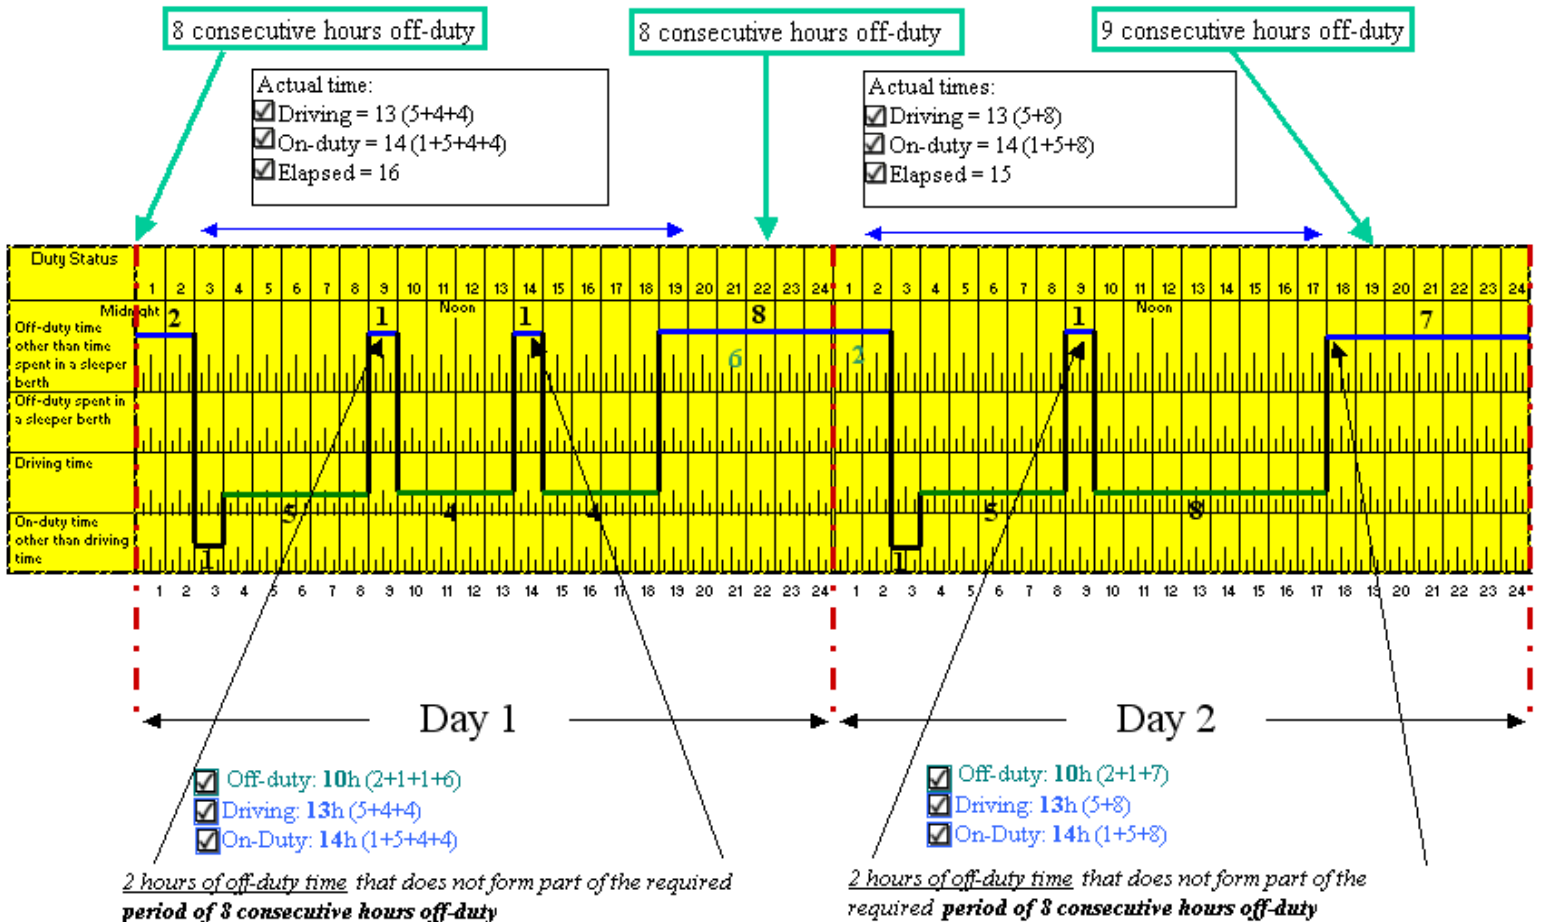 8 consecutive hours off-duty
8 consecutive hours off-duty
9 consecutive hours off-duty
Actual time:
Driving = 13 (5+4+4)
On-duty = 14 (1+5+4+4)
Elapsed = 16
Actual times:
Driving = 13 (5+8)
On-duty = 14 (1+5+8)
Elapsed = 15
Duty Status
1 2 3 4 5 6 7 8 9 10 11 12 13 14 15 16 17 18 19 20 21 22 23 24 1 2 3 4 5 6 7 8 9 10 11 12 13 14 15 16 17 18 19 20 21 22 23 24
Midnight Noon Noon
2 1 1 8 1 7
Off-duty time
other than time
spent in a sleeper
berth
6 2
Off-duty spent in
a sleeper berth
Driving time
5 4 4 5 8
On-duty time
other than driving
time
1 1
1 2 3 4 5 6 7 8 9 10 11 12 13 14 15 16 17 18 19 20 21 22 23 24 1 2 3 4 5 6 7 8 9 10 11 12 13 14 15 16 17 18 19 20 21 22 23 24
Day 1 Day 2
Off-duty: 10h (2+1+1+6)
Driving: 13h (5+4+4)
On-Duty: 14h (1+5+4+4)
2 hours of off-duty time that does not form part of the required
period of 8 consecutive hours off-duty
Off-duty: 10h (2+1+7)
Driving: 13h (5+8)
On-Duty: 14h (1+5+8)
2 hours of off-duty time that does not form part of the
required period of 8 consecutive hours off-duty